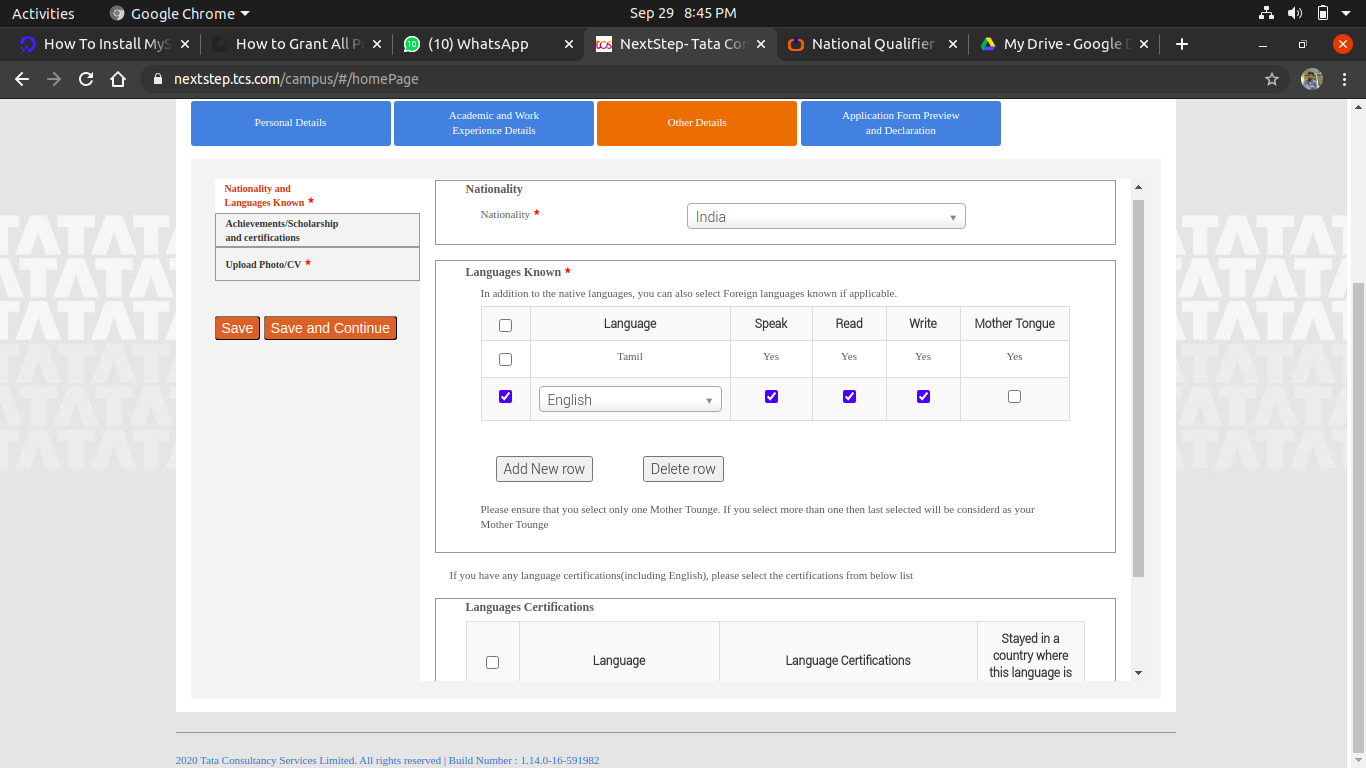 Activities Google Chrome Sep 29 8:45 PM
How To Install MyS How to Grant All P (10) WhatsApp NextStep- Tata Con National Qualifier My Drive - Google D
nextstep.tcs.com/campus/#/homePage
Personal Details
Academic and Work
Experience Details
Other Details
Application Form Preview
and Declaration
Nationality and
Languages Known *
Achievements/Scholarship
and certifications
Upload Photo/CV *
Save Save and Continue
Nationality
Nationality * India
Languages Known *
In addition to the native languages, you can also select Foreign languages known if applicable.
Language Speak Read Write Mother Tongue
Tamil Yes Yes Yes Yes
English
Add New row Delete row
Please ensure that you select only one Mother Tounge. If you select more than one then last selected will be considerd as your
Mother Tounge
If you have any language certifications(including English), please select the certifications from below list
Languages Certifications
Language Language Certifications
Stayed in a
country where
this language is
2020 Tata Consultancy Services Limited. All rights reserved | Build Number : 1.14.0-16-591982